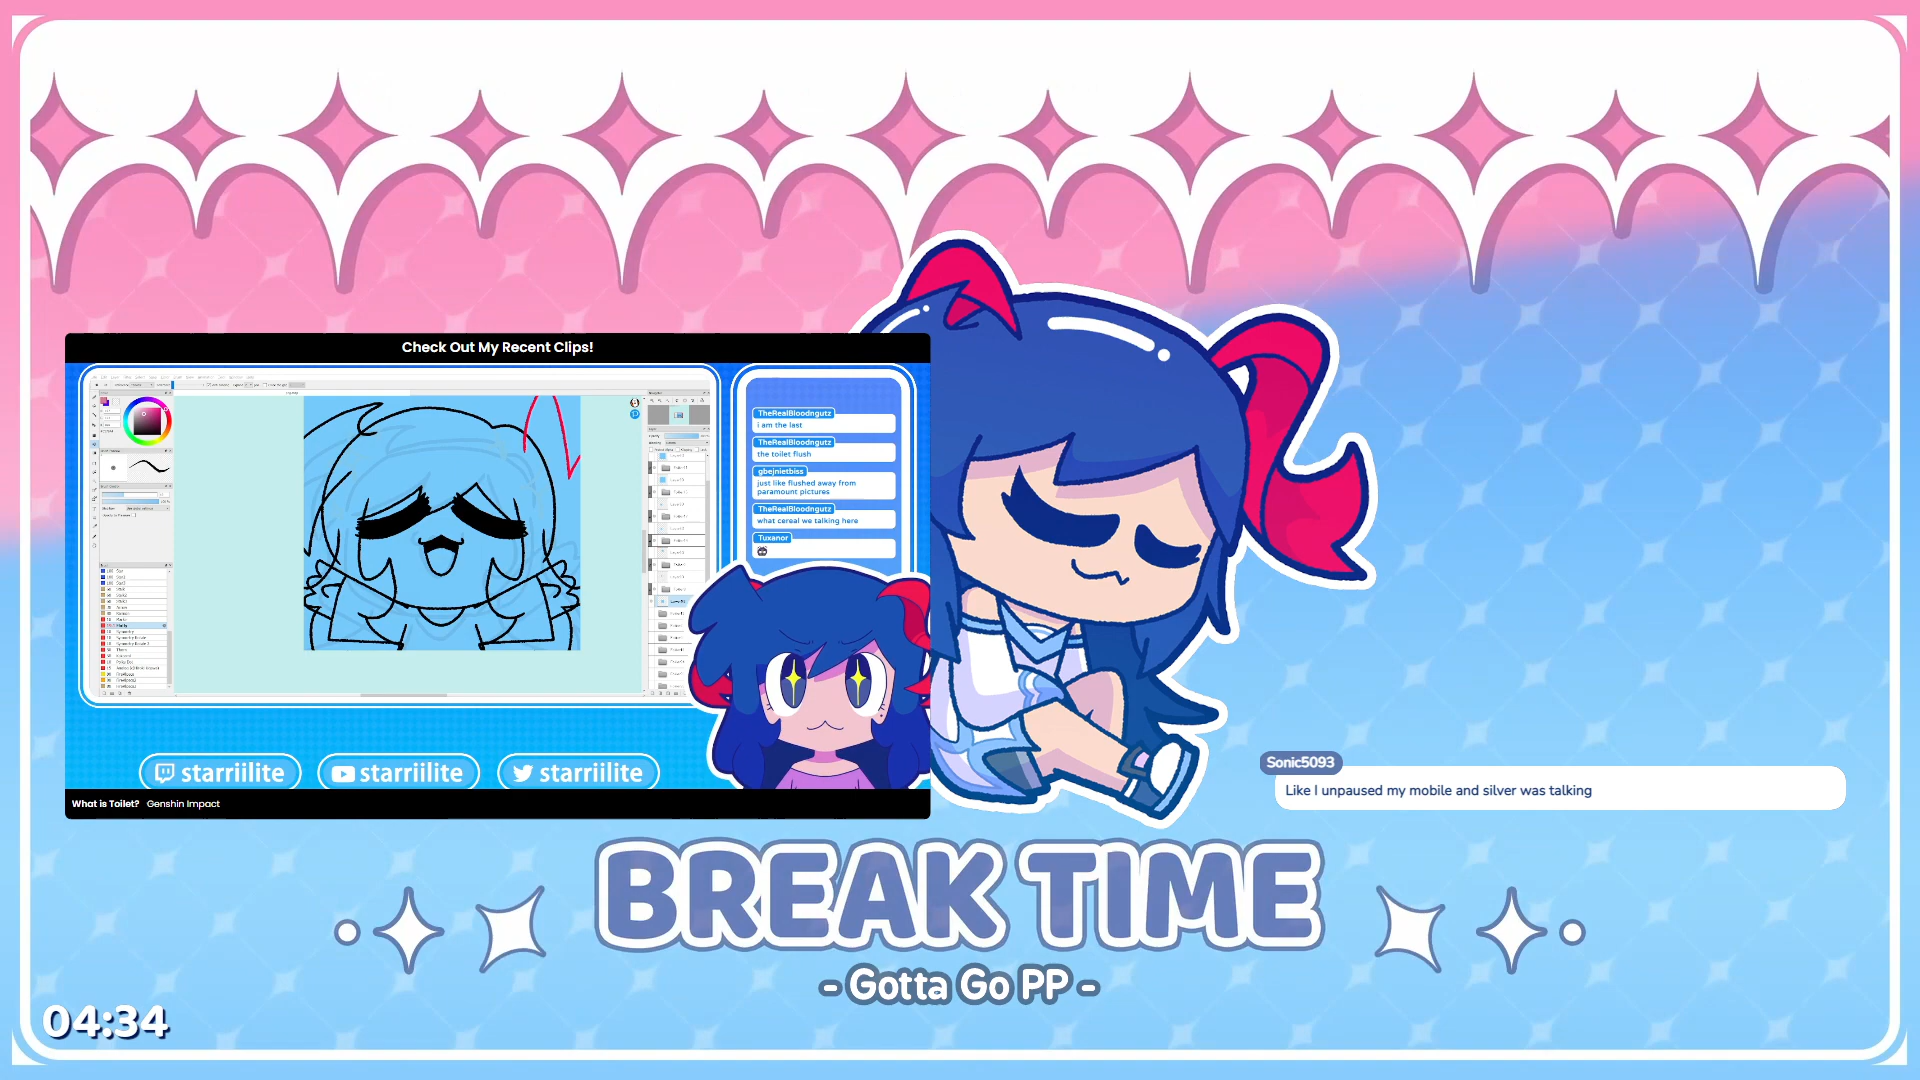 Check Out My Recent Clips!
TheRealBloodngutz
i am the last
TheRealBloodngutz
the toilet flush
gbejnietbiss
just like flushed away from
paramount pictures
TheRealBloodngutz
what cereal we talking here
Tuxanor
starriilite
starriilite
starriilite
What is Toilet? Genshin Impact
Sonic5093
Like I unpaused my mobile and silver was talking
BREAK TIME
- Gotta Go PP -
04:34